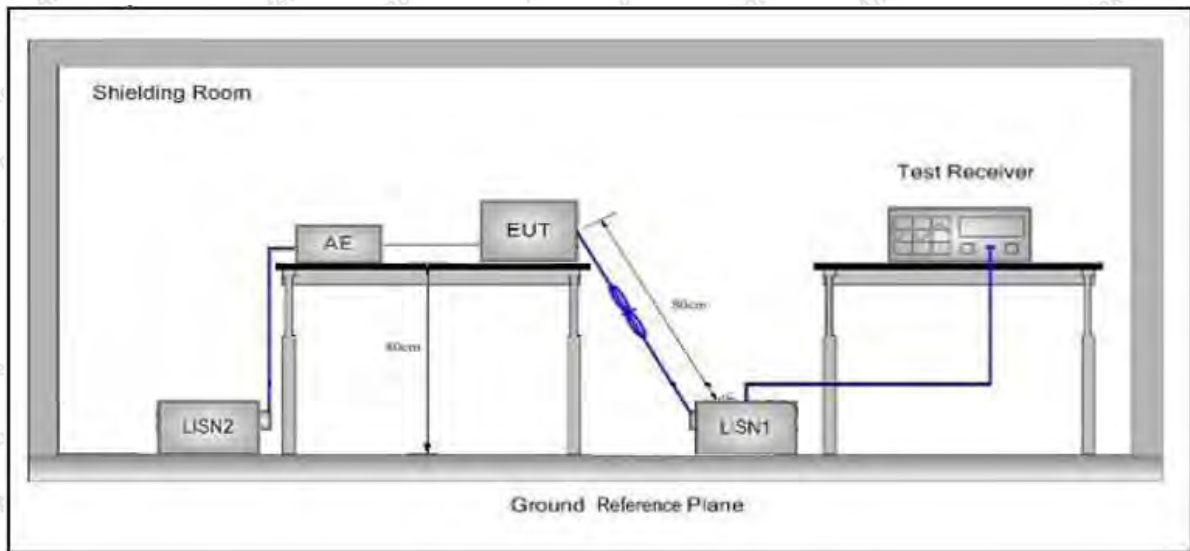 Shielding Room
Test Receiver
AE
EUT
80cm
80cm
LISN2
LISN1
Ground Reference Plane